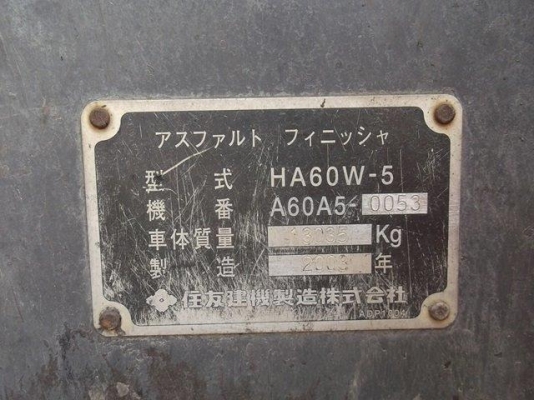 アスファルト フィニッシャ
型式 HA60W-5
機番 A60A5-0053
車体質量 Kg
製造 年
住友建機製造株式会社